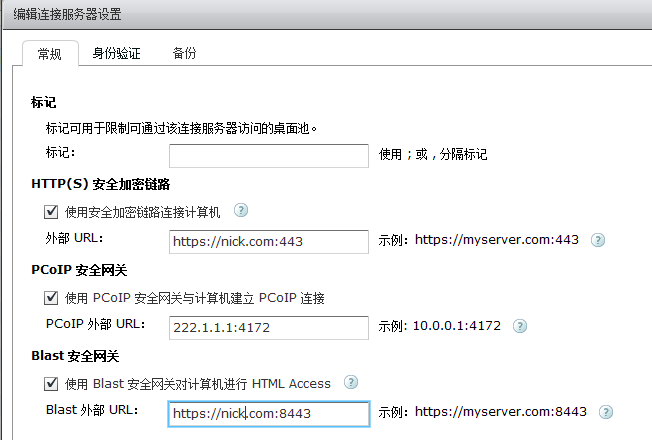 编辑连接服务器设置
常规 身份验证 备份
标记
标记可用于限制可通过该连接服务器访问的桌面池。
标记： 使用 ; 或 , 分隔标记
HTTP(S) 安全加密链路
使用安全加密链路连接计算机 ?
外部 URL： https://nick.com:443 示例：https://myserver.com:443 ?
PCoIP 安全网关
使用 PCoIP 安全网关与计算机建立 PCoIP 连接
PCoIP 外部 URL： 222.1.1.1:4172 示例: 10.0.0.1:4172 ?
Blast 安全网关
使用 Blast 安全网关对计算机进行 HTML Access ?
Blast 外部 URL： https://nick.com:8443 示例：https://myserver.com:8443 ?